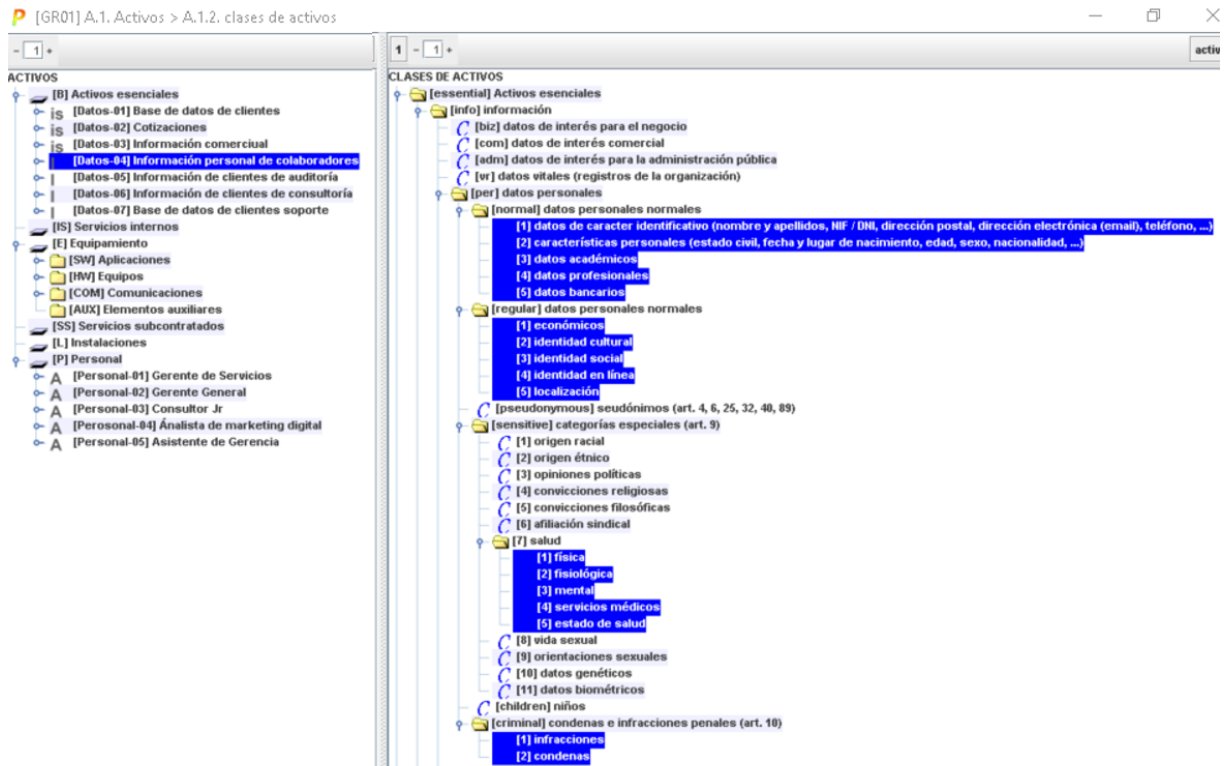 [GR01] A.1. Activos > A.1.2. clases de activos
- 1 +
1 - 1 +
activ
ACTIVOS
[B] Activos esenciales
[Datos-01] Base de datos de clientes
[Datos-02] Cotizaciones
[Datos-03] Información comerciual
[Datos-04] Información personal de colaboradores
[Datos-05] Información de clientes de auditoría
[Datos-06] Información de clientes de consultoría
[Datos-07] Base de datos de clientes soporte
[IS] Servicios internos
[E] Equipamiento
[SW] Aplicaciones
[HW] Equipos
[COM] Comunicaciones
[AUX] Elementos auxiliares
[SS] Servicios subcontratados
[L] Instalaciones
[P] Personal
[Personal-01] Gerente de Servicios
[Personal-02] Gerente General
[Personal-03] Consultor Jr
[Perosonal-04] Ánalista de marketing digital
[Personal-05] Asistente de Gerencia
CLASES DE ACTIVOS
[essential] Activos esenciales
[info] información
[biz] datos de interés para el negocio
[com] datos de interés comercial
[adm] datos de interés para la administración pública
[vr] datos vitales (registros de la organización)
[per] datos personales
[normal] datos personales normales
[1] datos de caracter identificativo (nombre y apellidos, NIF / DNI, dirección postal, dirección electrónica (email), teléfono, ...)
[2] características personales (estado civil, fecha y lugar de nacimiento, edad, sexo, nacionalidad, ...)
[3] datos académicos
[4] datos profesionales
[5] datos bancarios
[regular] datos personales normales
[1] económicos
[2] identidad cultural
[3] identidad social
[4] identidad en línea
[5] localización
[pseudonymous] seudónimos (art. 4, 6, 25, 32, 40, 89)
[sensitive] categorías especiales (art. 9)
[1] origen racial
[2] origen étnico
[3] opiniones políticas
[4] convicciones religiosas
[5] convicciones filosóficas
[6] afiliación sindical
[7] salud
[1] física
[2] fisiológica
[3] mental
[4] servicios médicos
[5] estado de salud
[8] vida sexual
[9] orientaciones sexuales
[10] datos genéticos
[11] datos biométricos
[children] niños
[criminal] condenas e infracciones penales (art. 10)
[1] infracciones
[2] condenas